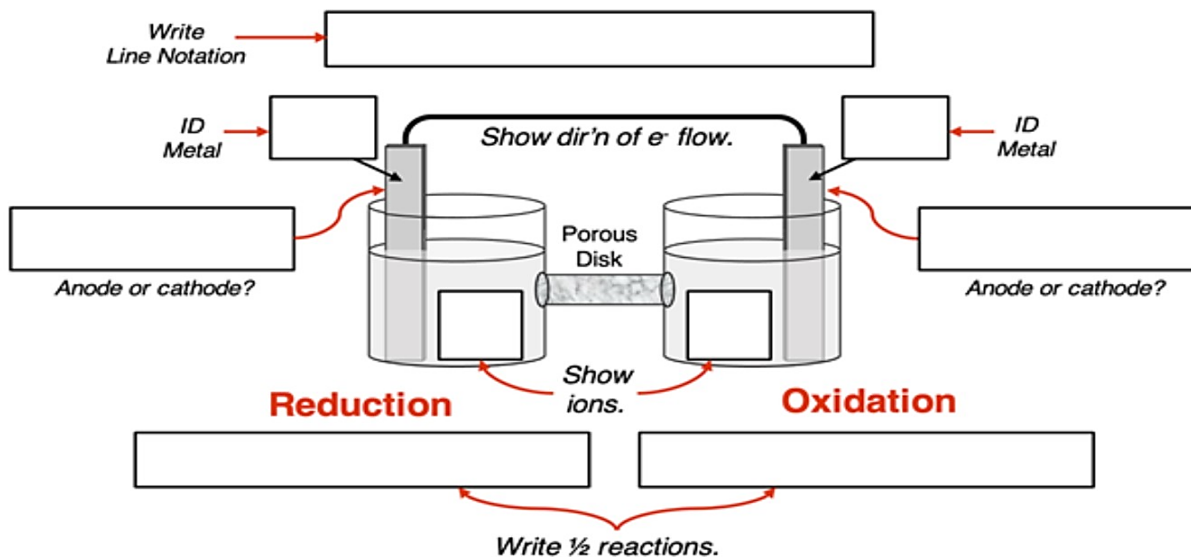 Write
Line Notation
ID
Metal
Show dir'n of e- flow.
ID
Metal
Porous
Disk
Anode or cathode?
Anode or cathode?
Show
ions.
Reduction
Oxidation
Write ½ reactions.